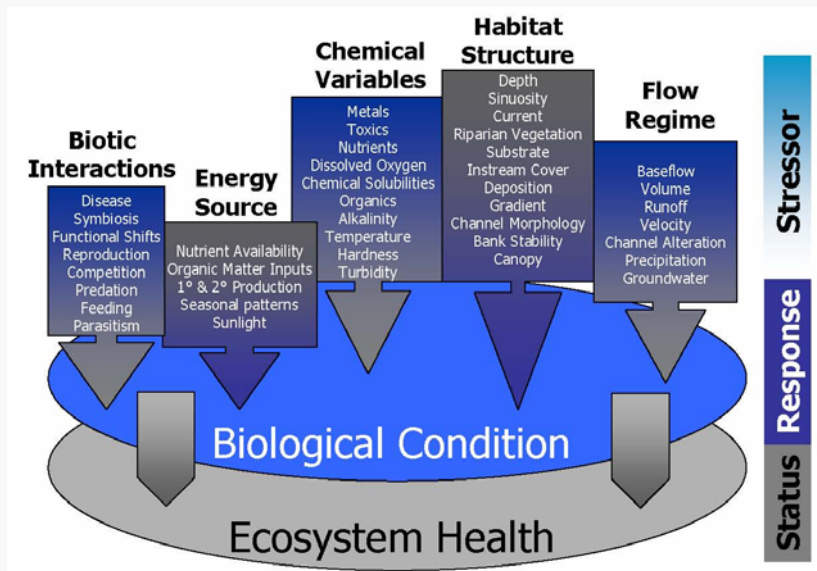 Biotic
Interactions
Disease
Symbiosis
Functional Shifts
Reproduction
Competition
Predation
Feeding
Parasitism
Energy
Source
Nutrient Availability
Organic Matter Inputs
1° & 2° Production
Seasonal patterns
Sunlight
Chemical
Variables
Metals
Toxics
Nutrients
Dissolved Oxygen
Chemical Solubilities
Organics
Alkalinity
Temperature
Hardness
Turbidity
Habitat
Structure
Depth
Sinuosity
Current
Riparian Vegetation
Substrate
Instream Cover
Deposition
Gradient
Channel Morphology
Bank Stability
Canopy
Flow
Regime
Baseflow
Volume
Runoff
Velocity
Channel Alteration
Precipitation
Groundwater
Biological Condition
Ecosystem Health
Stressor
Response
Status